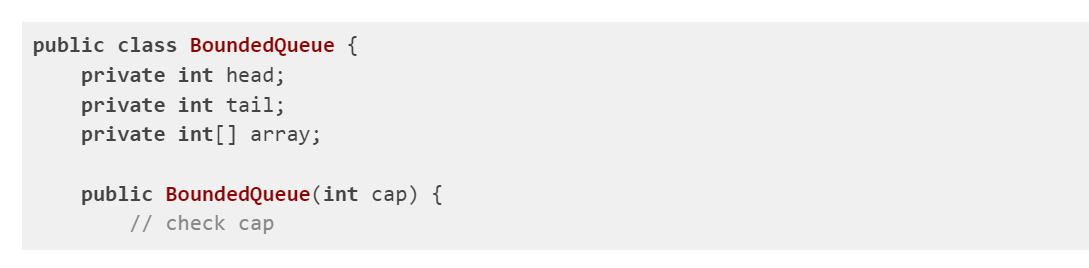 public class BoundedQueue {
    private int head;
    private int tail;
    private int[] array;
    public BoundedQueue(int cap) {
        // check cap